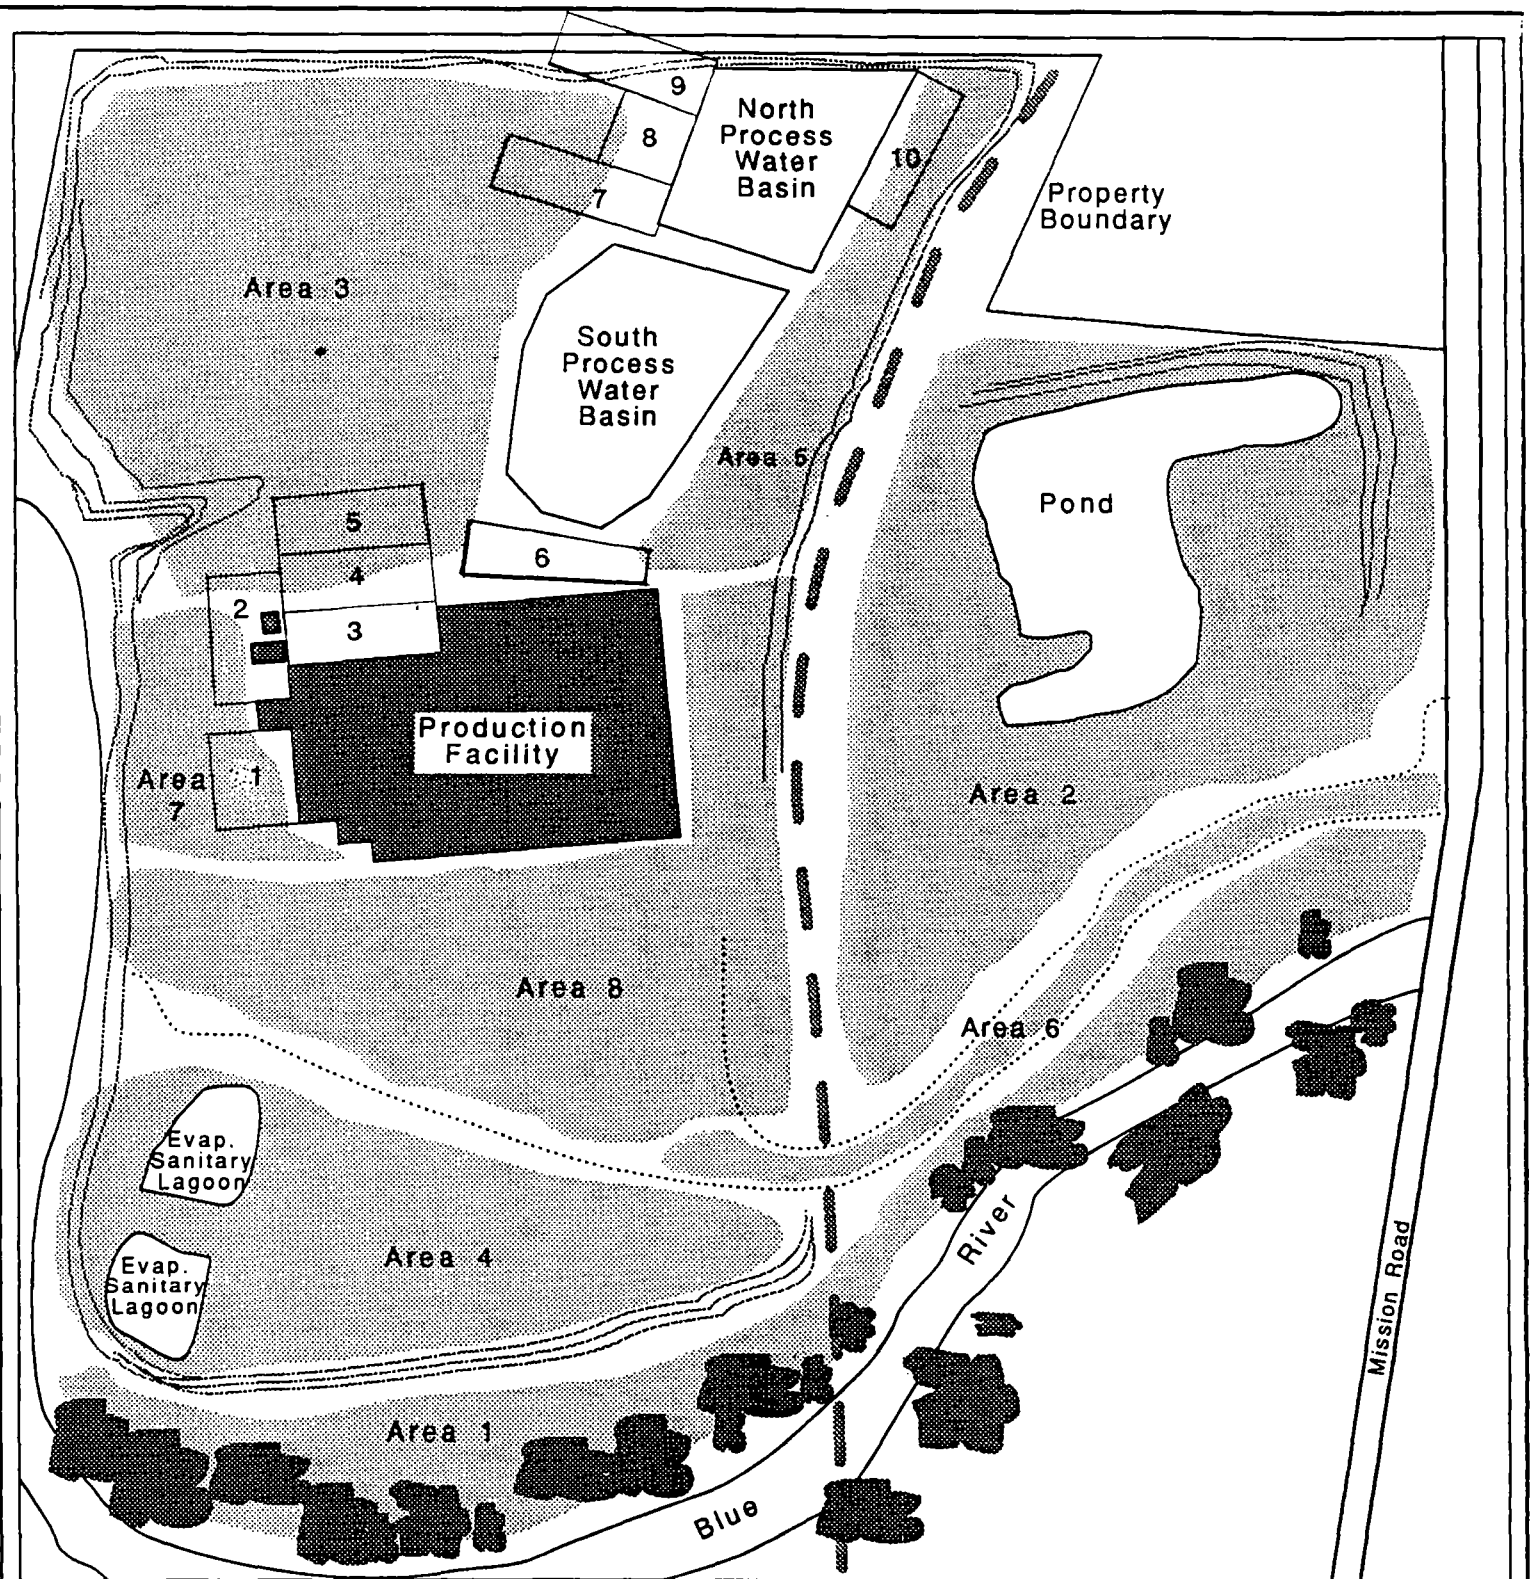 9
North
Process
Water
Basin
8
10
7
Property
Boundary
Area 3
South
Process
Water
Basin
Area 5
Pond
5
6
4
2
3
Production
Facility
Area
7
1
Area 2
Area 8
Area 6
Evap.
Sanitary
Lagoon
Area 4
Evap.
Sanitary
Lagoon
River
Mission Road
Area 1
Blue